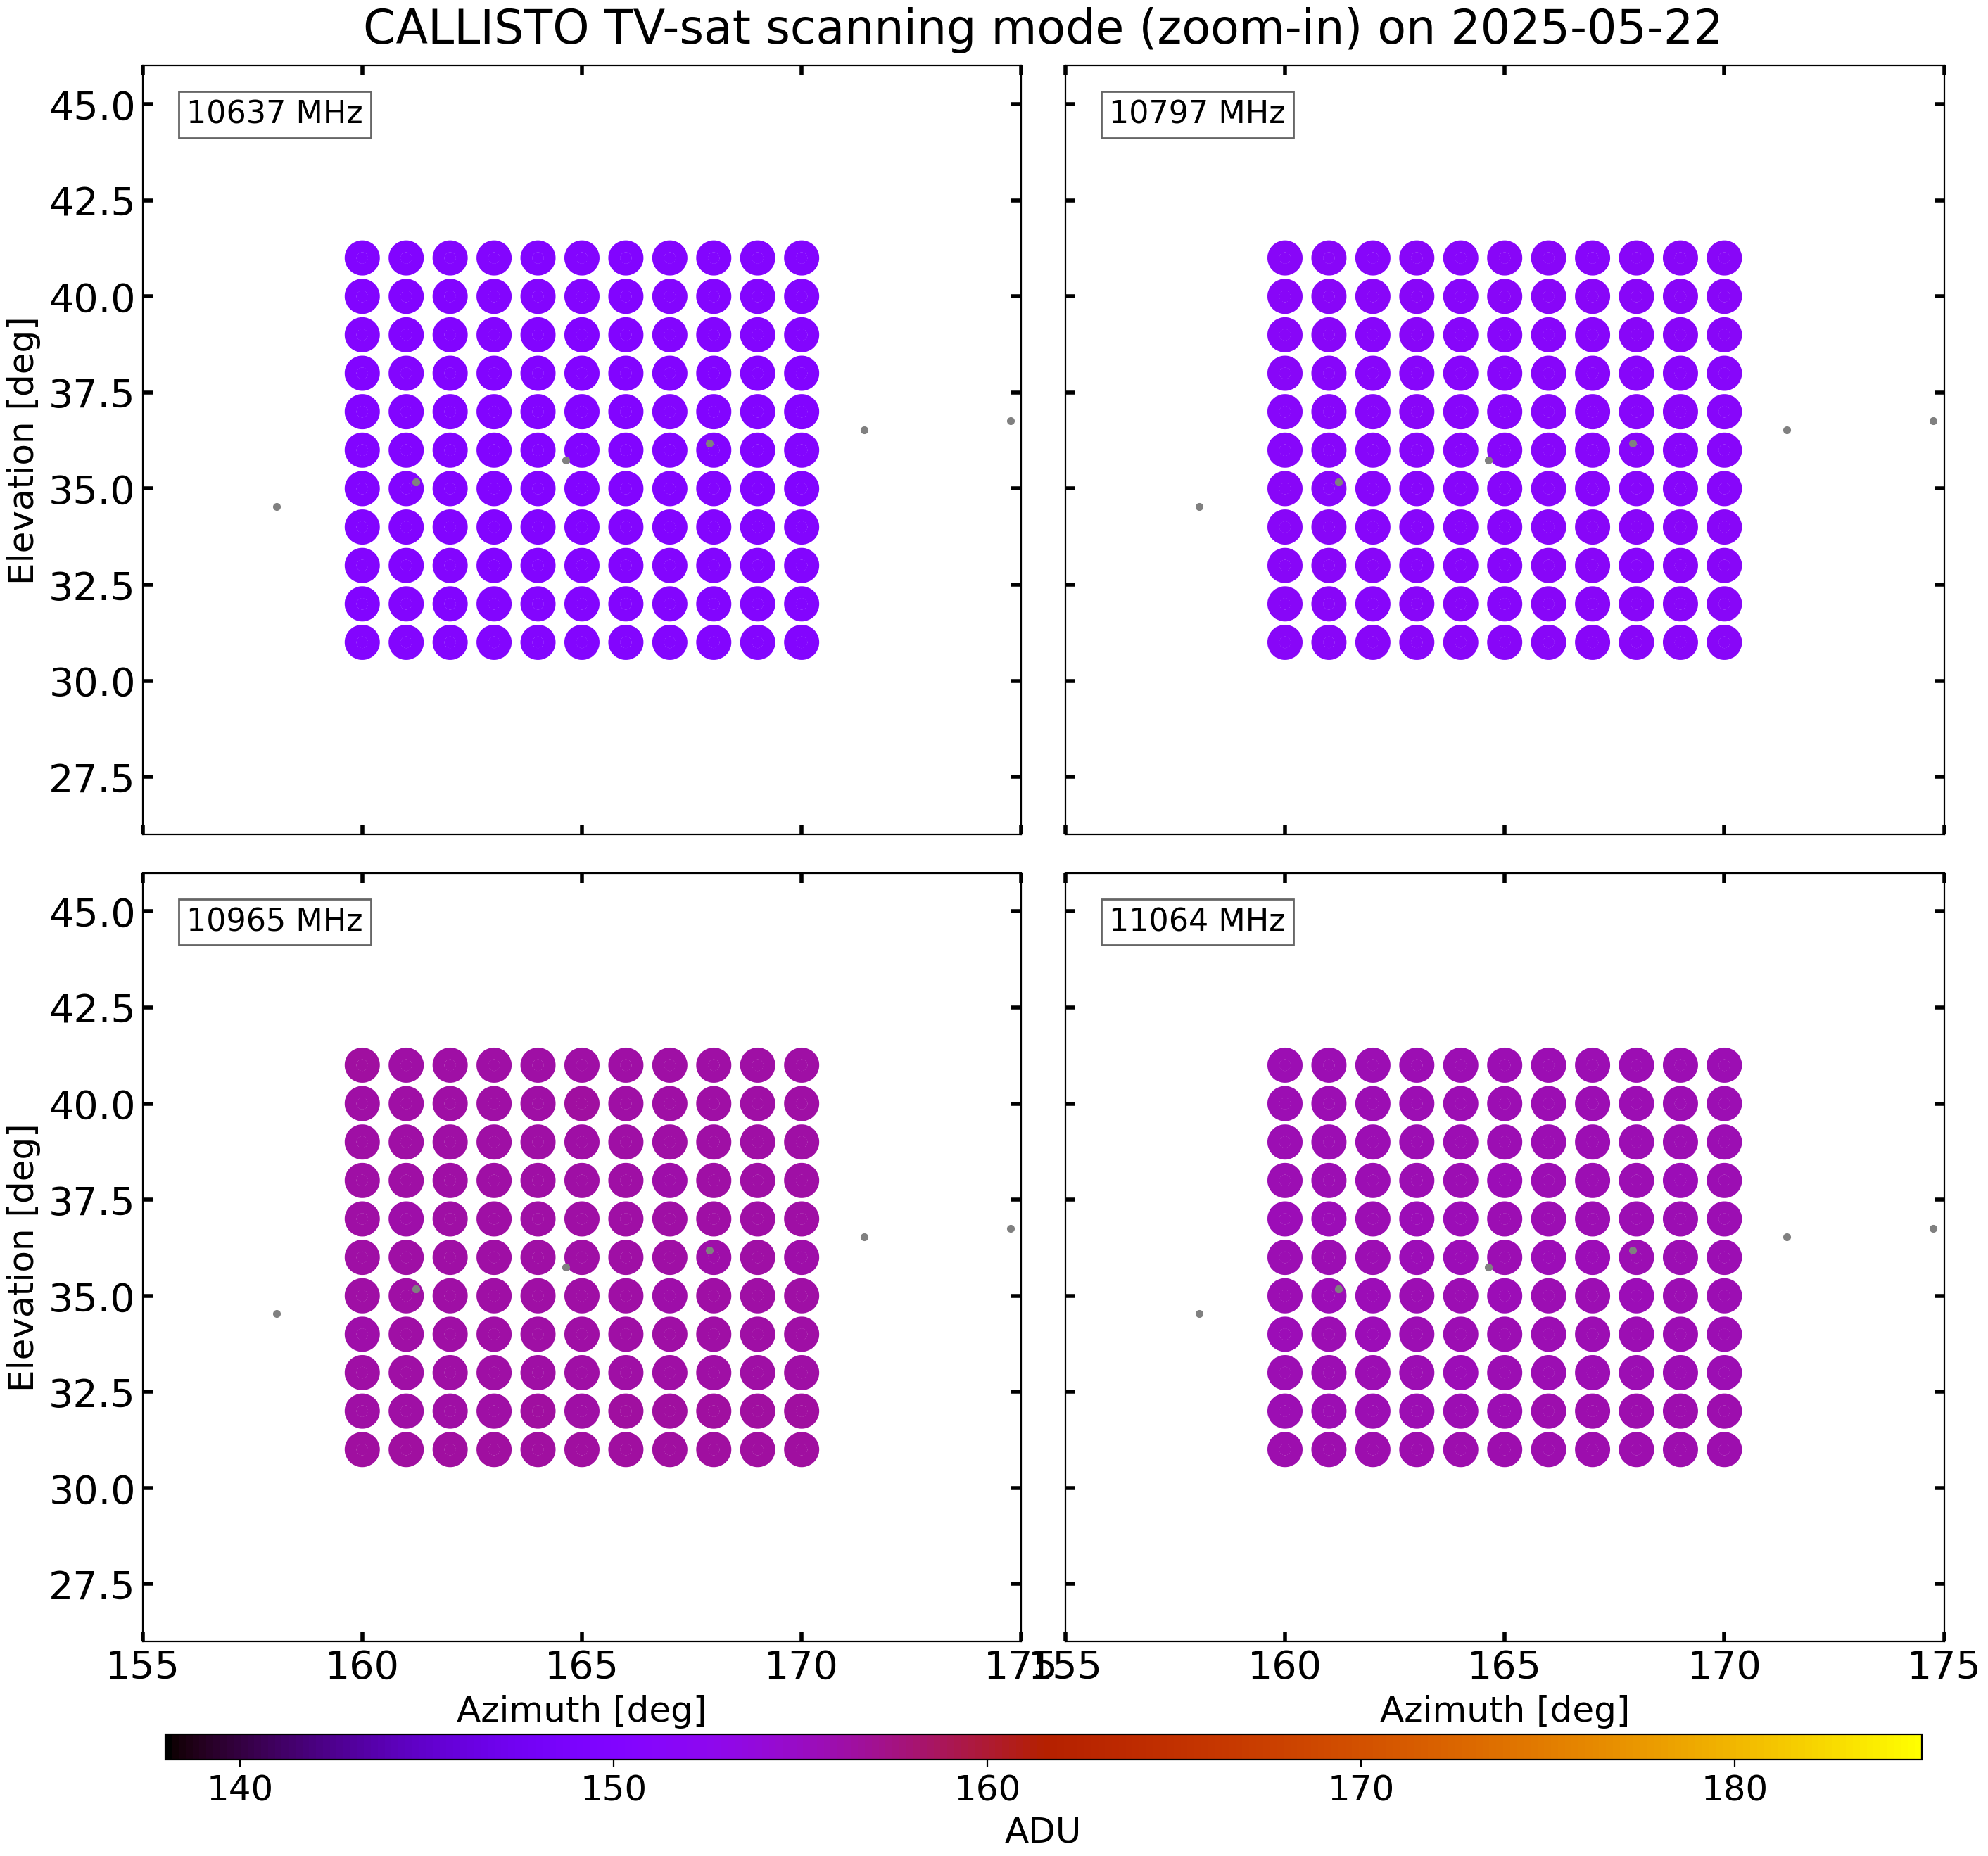 CALLISTO TV-sat scanning mode (zoom-in) on 2025-05-22
10637 MHz
10797 MHz
45.0
42.5
40.0
37.5
35.0
32.5
30.0
27.5
Elevation [deg]
10965 MHz
11064 MHz
45.0
42.5
40.0
37.5
35.0
32.5
30.0
27.5
Elevation [deg]
155 160 165 170 175
155 160 165 170 175
Azimuth [deg]
Azimuth [deg]
140 150 160 170 180
ADU